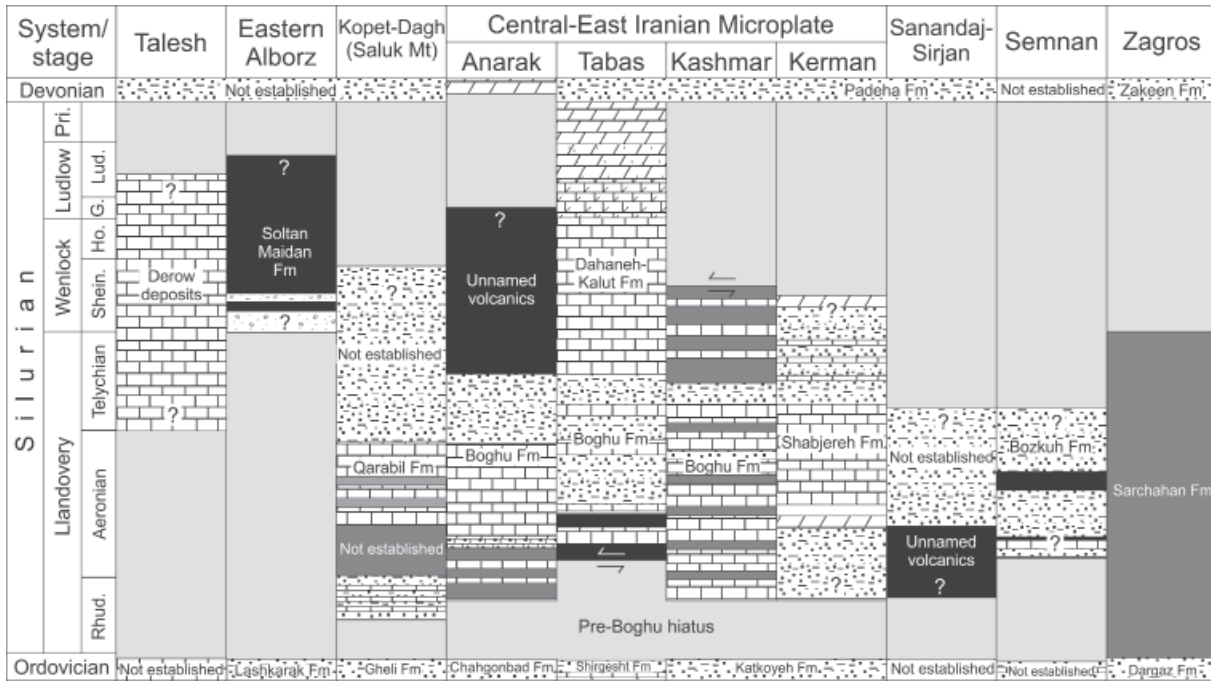 System/
stage
Talesh
Eastern
Alborz
Kopet-Dagh
(Saluk Mt)
Central-East Iranian Microplate
Anarak
Tabas
Kashmar
Kerman
Sanandaj-
Sirjan
Semnan
Zagros
Devonian
Not established
Padeha Fm
Not established
Zakeen Fm
Silurian
Pri.
Ludlow
Lud.
G.
Wenlock
Ho.
Shein.
Llandovery
Telychian
Aeronian
Rhud.
?
Derow
deposits
?
?
Soltan
Maidan
Fm
?
?
Not established
Qarabil Fm
Not established
?
Unnamed
volcanics
Boghu Fm
Dahaneh-
Kalut Fm
Boghu Fm
Boghu Fm
?
Shabjereh Fm
?
?
Not established
Unnamed
volcanics
?
?
Bozkuh Fm
?
Sarchahan Fm
Pre-Boghu hiatus
Ordovician
Not established
Lashkarak Fm
Gheli Fm
Chahgonbad Fm
Shirgesht Fm
Katkoyeh Fm
Not established
Not established
Dargaz Fm